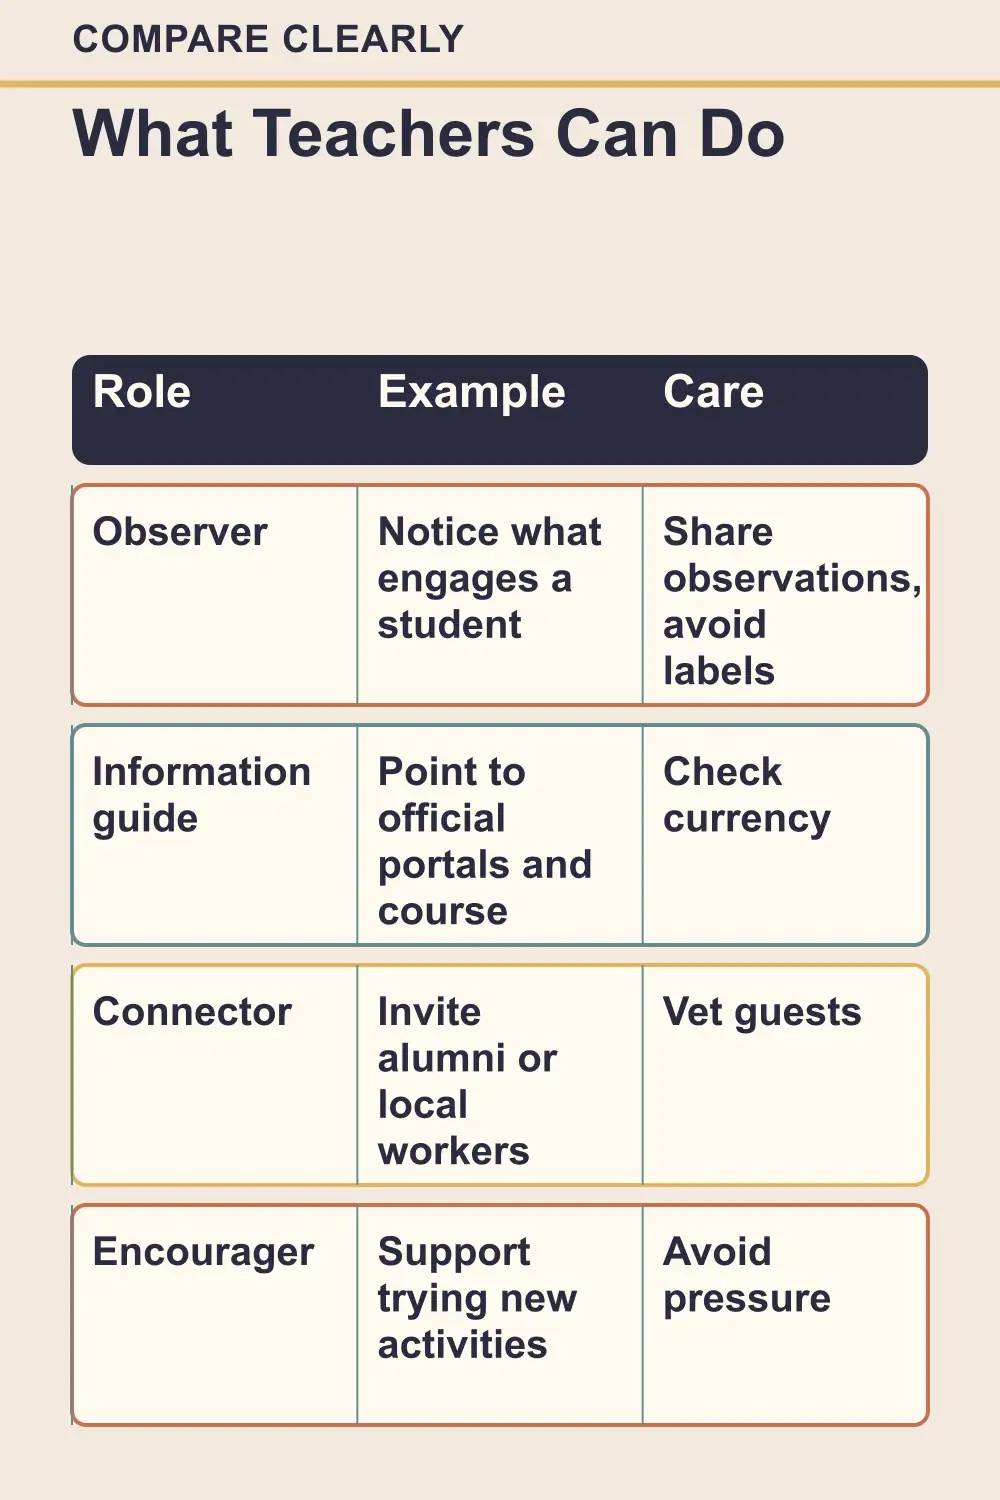 COMPARE CLEARLY
What Teachers Can Do
Role Example Care
Observer
Notice what
engages a
student
Share
observations,
avoid
labels
Information
guide
Point to
official
portals and
course
Check
currency
Connector
Invite
alumni or
local
workers
Vet guests
Encourager
Support
trying new
activities
Avoid
pressure